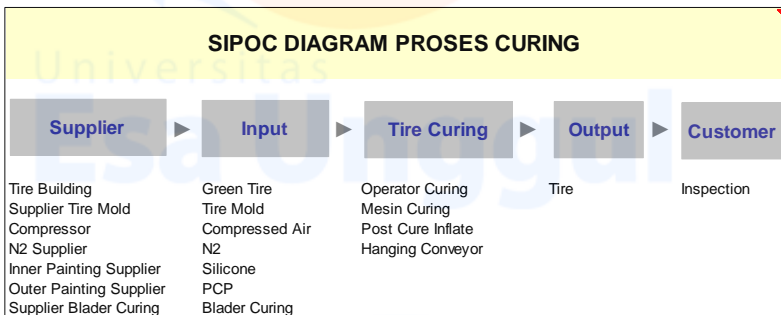 SIPOC DIAGRAM PROSES CURING
Universitas
Esa Unggul
Supplier
Input
Tire Curing
Output
Customer
Tire Building
Supplier Tire Mold
Compressor
N2 Supplier
Inner Painting Supplier
Outer Painting Supplier
Supplier Blader Curing
Green Tire
Tire Mold
Compressed Air
N2
Silicone
PCP
Blader Curing
Operator Curing
Mesin Curing
Post Cure Inflate
Hanging Conveyor
Tire
Inspection